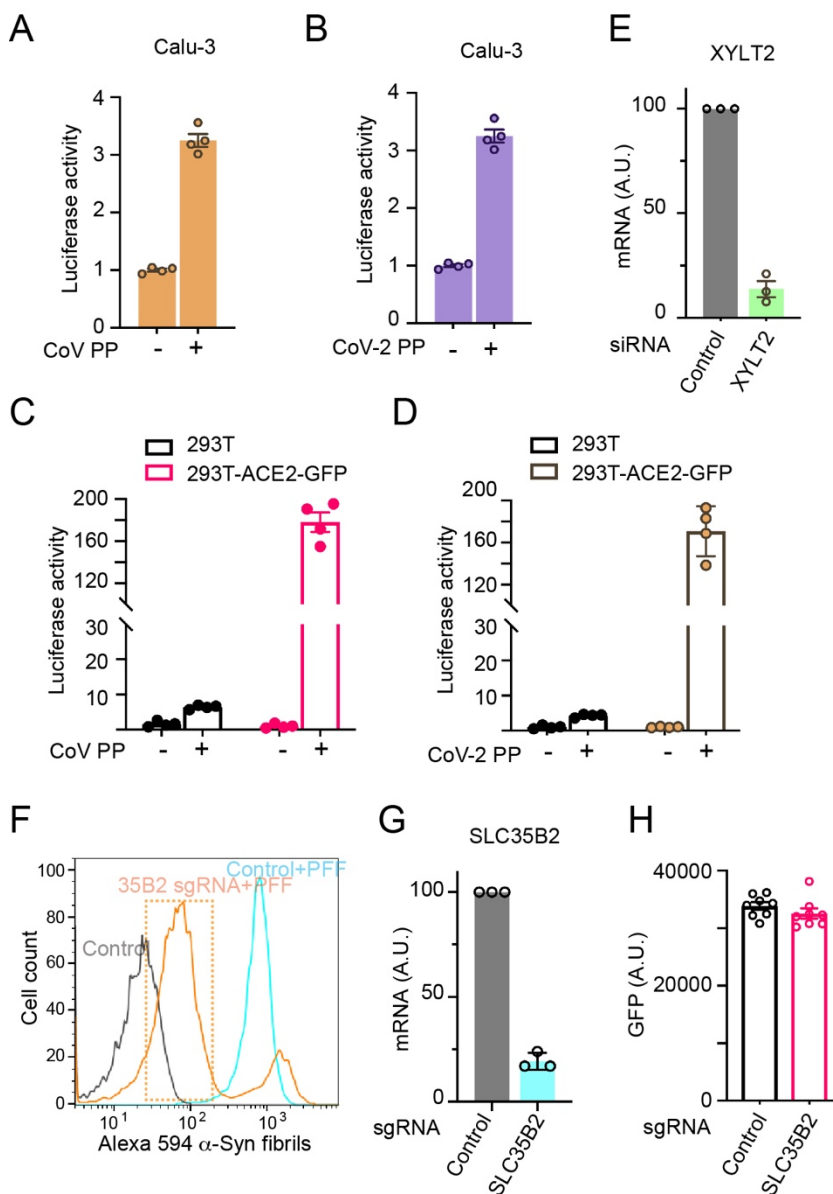 A
Calu-3
Luciferase activity
4
3
2
1
0
CoV PP
- +
B
Calu-3
Luciferase activity
4
3
2
1
0
CoV-2 PP
- +
E
XYLT2
mRNA (A.U.)
100
50
0
siRNA
Control
XYLT2
C
293T
293T-ACE2-GFP
Luciferase activity
200
160
120
30
20
10
CoV PP
- + - +
D
293T
293T-ACE2-GFP
Luciferase activity
200
160
120
30
20
10
CoV-2 PP
- + - +
F
Control+PFF
35B2 sgRNA+PFF
Control
Cell count
100
80
60
40
20
0
10¹ 10² 10³
Alexa 594 α-Syn fibrils
G
SLC35B2
mRNA (A.U.)
100
50
0
sgRNA
Control
SLC35B2
H
GFP (A.U.)
40000
20000
0
sgRNA
Control
SLC35B2